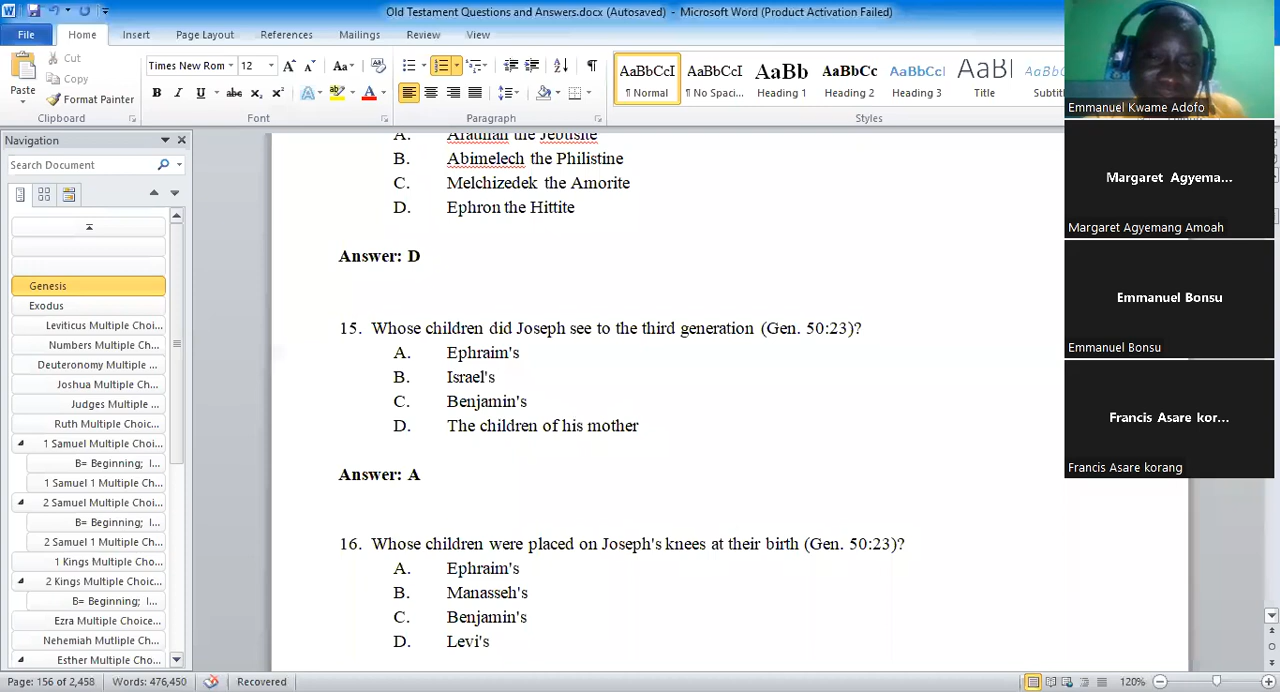 Old Testament Questions and Answers.docx (Autosaved) - Microsoft Word (Product Activation Failed)
File Home Insert Page Layout References Mailings Review View
Paste
Cut
Copy
Format Painter
Clipboard
Times New Rom 12
Font
Paragraph
AaBbCcI AaBbCcI AaBb AaBbCc AaBbCcI AaBl AaBbC
¶ Normal ¶ No Spaci... Heading 1 Heading 2 Heading 3 Title Subtitl
Styles
Navigation
Search Document
Genesis
Exodus
Leviticus Multiple Choi...
Numbers Multiple Ch...
Deuteronomy Multiple ...
Joshua Multiple Ch...
Judges Multiple ...
Ruth Multiple Choic...
1 Samuel Multiple Choi...
B= Beginning; I...
1 Samuel 1 Multiple Ch...
2 Samuel Multiple Choi...
B= Beginning; I...
2 Samuel 1 Multiple Ch...
1 Kings Multiple Choi...
2 Kings Multiple Choic...
B= Beginning; I...
Ezra Multiple Choice...
Nehemiah Mutliple Ch...
Esther Multiple Cho...
A. Araunah the Jebusite
B. Abimelech the Philistine
C. Melchizedek the Amorite
D. Ephron the Hittite
Answer: D
15. Whose children did Joseph see to the third generation (Gen. 50:23)?
A. Ephraim's
B. Israel's
C. Benjamin's
D. The children of his mother
Answer: A
16. Whose children were placed on Joseph's knees at their birth (Gen. 50:23)?
A. Ephraim's
B. Manasseh's
C. Benjamin's
D. Levi's
Emmanuel Kwame Adofo
Margaret Agyema...
Margaret Agyemang Amoah
Emmanuel Bonsu
Emmanuel Bonsu
Francis Asare kor...
Francis Asare korang
Page: 156 of 2,458 Words: 476,450 Recovered 120%